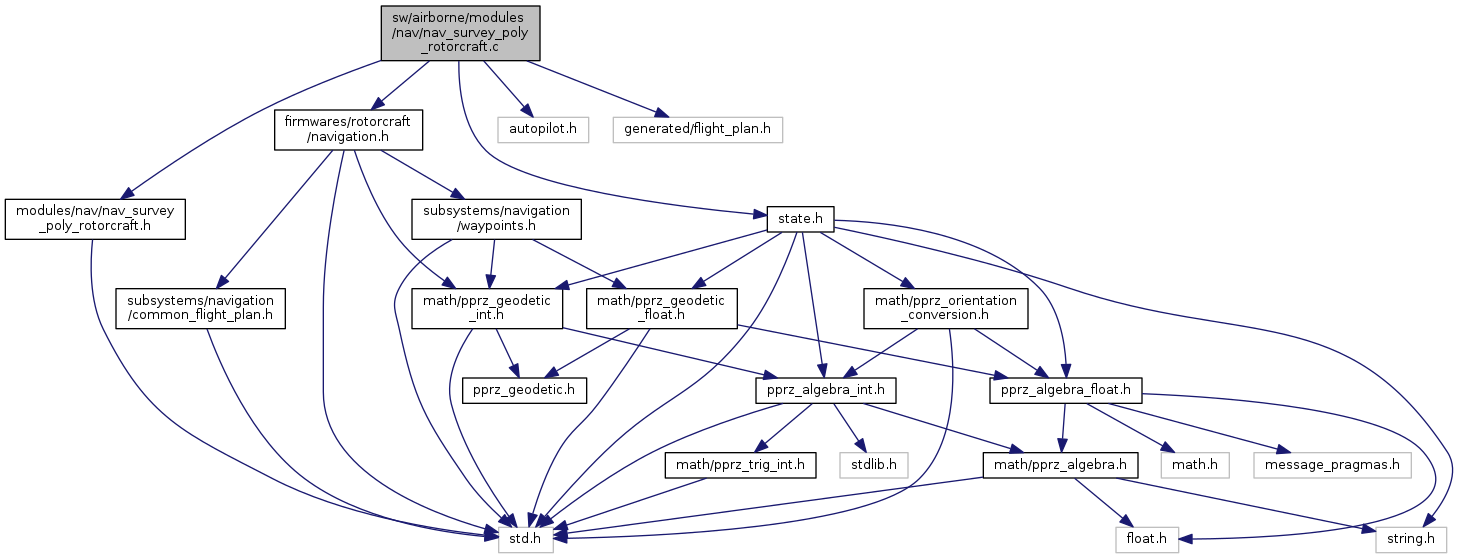 sw/airborne/modules
/nav/nav_survey_poly
_rotorcraft.c
firmwares/rotorcraft
/navigation.h
autopilot.h
generated/flight_plan.h
modules/nav/nav_survey
_poly_rotorcraft.h
subsystems/navigation
/waypoints.h
state.h
subsystems/navigation
/common_flight_plan.h
math/pprz_geodetic
_int.h
math/pprz_geodetic
_float.h
math/pprz_orientation
_conversion.h
pprz_geodetic.h
pprz_algebra_int.h
pprz_algebra_float.h
math/pprz_trig_int.h
stdlib.h
math/pprz_algebra.h
math.h
message_pragmas.h
std.h
float.h
string.h